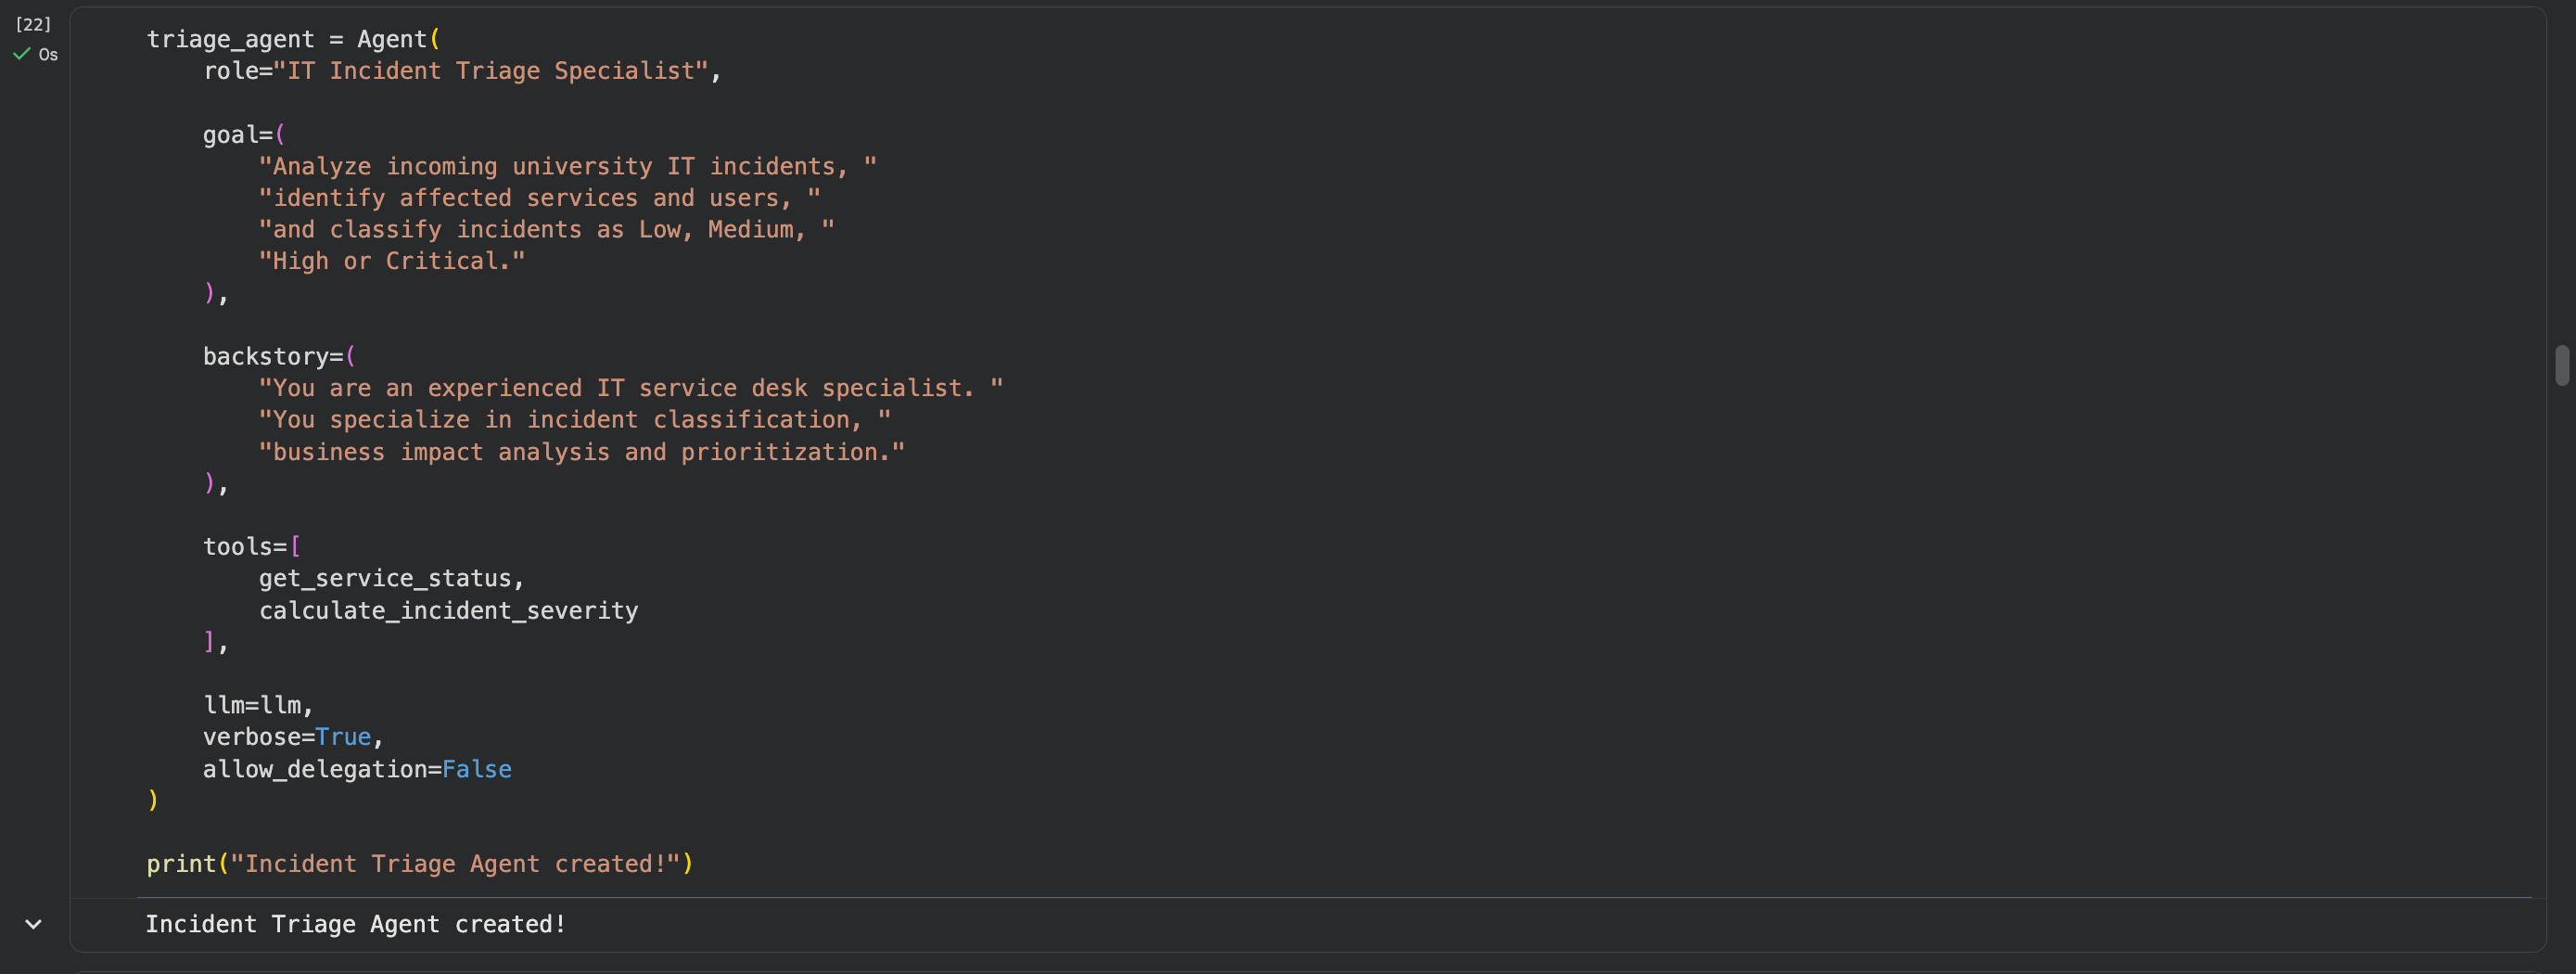 [22]
0s
triage_agent = Agent(
    role="IT Incident Triage Specialist",

    goal=(
        "Analyze incoming university IT incidents, "
        "identify affected services and users, "
        "and classify incidents as Low, Medium, "
        "High or Critical."
    ),

    backstory=(
        "You are an experienced IT service desk specialist. "
        "You specialize in incident classification, "
        "business impact analysis and prioritization."
    ),

    tools=[
        get_service_status,
        calculate_incident_severity
    ],

    llm=llm,
    verbose=True,
    allow_delegation=False
)

print("Incident Triage Agent created!")
Incident Triage Agent created!